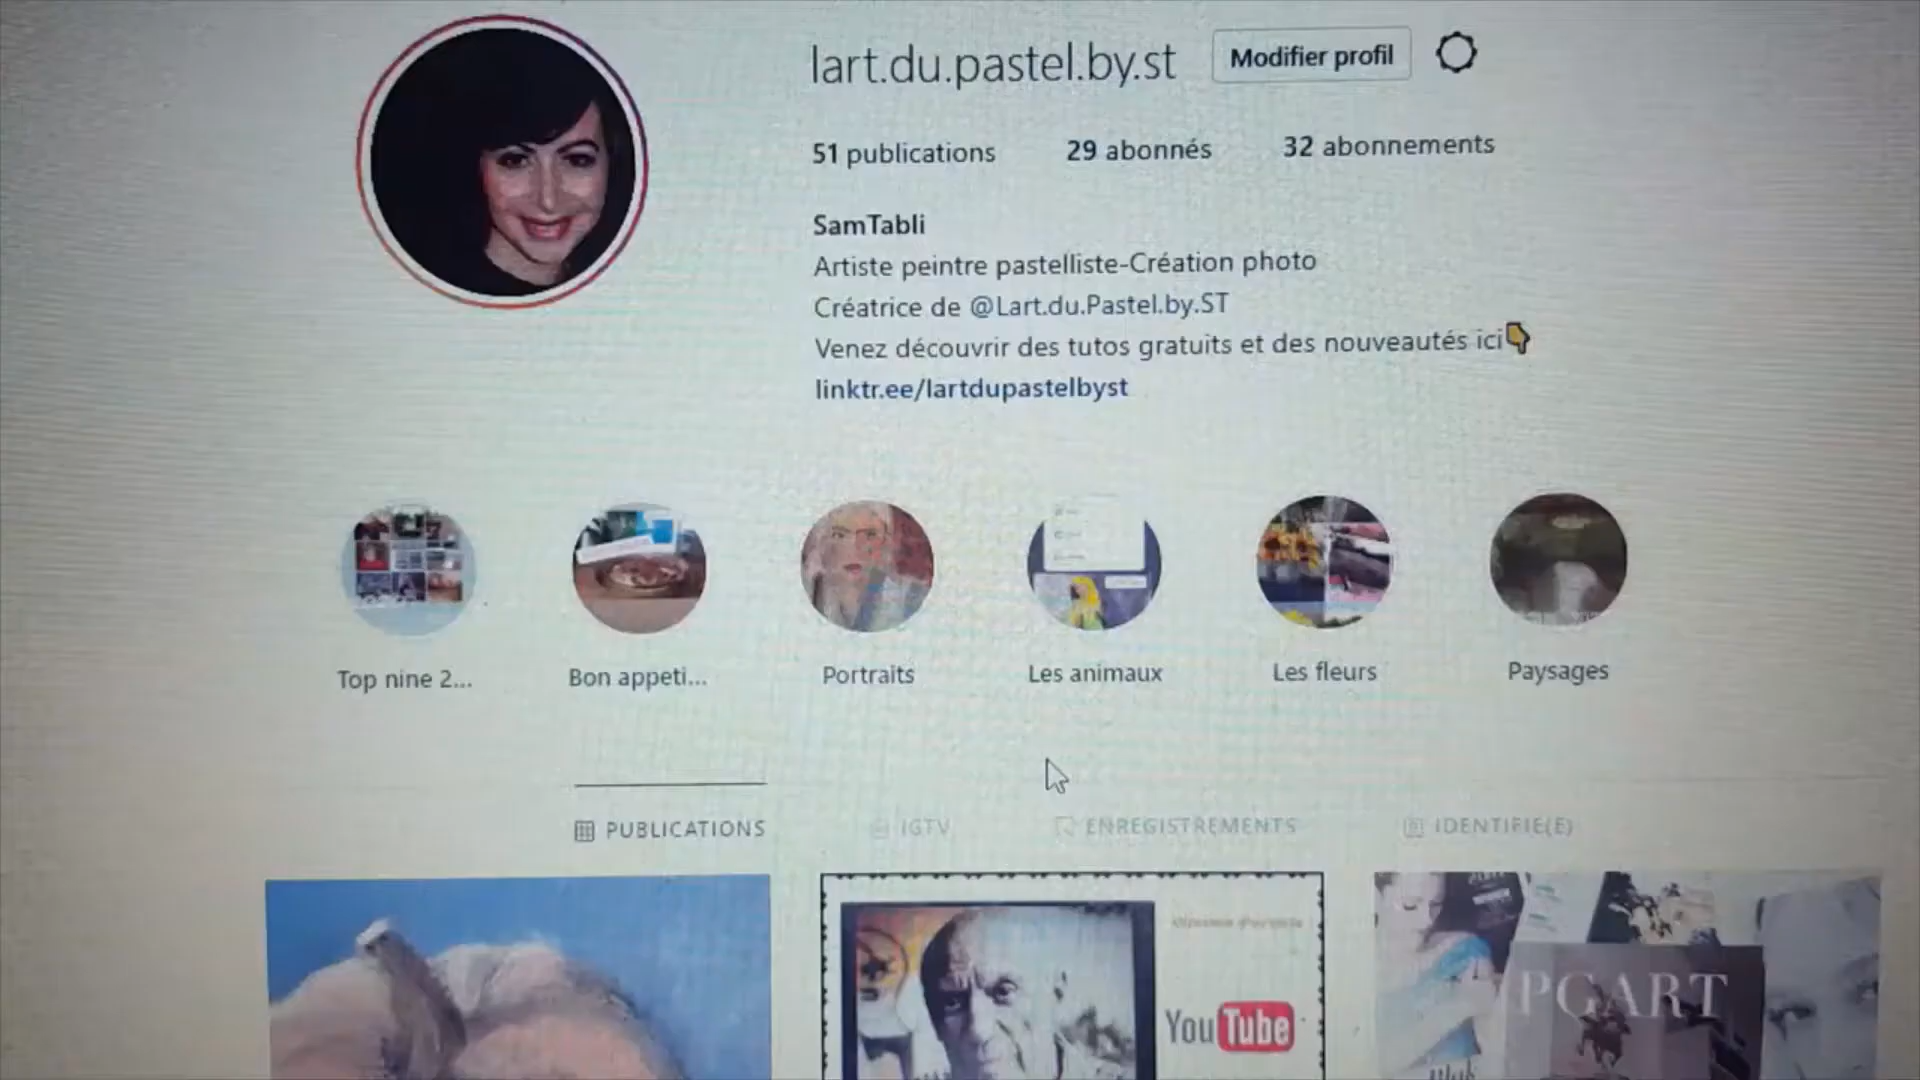 lart.du.pastel.by.st Modifier profil
51 publications 29 abonnés 32 abonnements
SamTabli
Artiste peintre pastelliste-Création photo
Créatrice de @Lart.du.Pastel.by.ST
Venez découvrir des tutos gratuits et des nouveautés ici
linktr.ee/lartdupastelbyst
Top nine 2... Bon appeti... Portraits Les animaux Les fleurs Paysages
PUBLICATIONS IGTV ENREGISTREMENTS IDENTIFIÉ(E)
PGART
YouTube